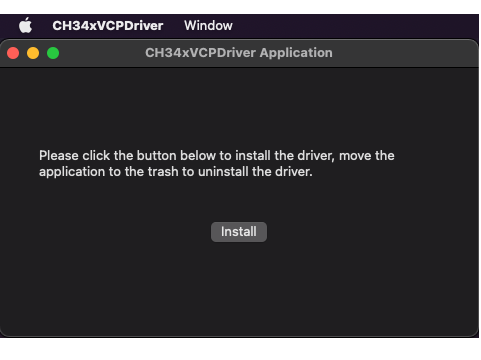 CH34xVCPDriver Window
CH34xVCPDriver Application
Please click the button below to install the driver, move the
application to the trash to uninstall the driver.
Install